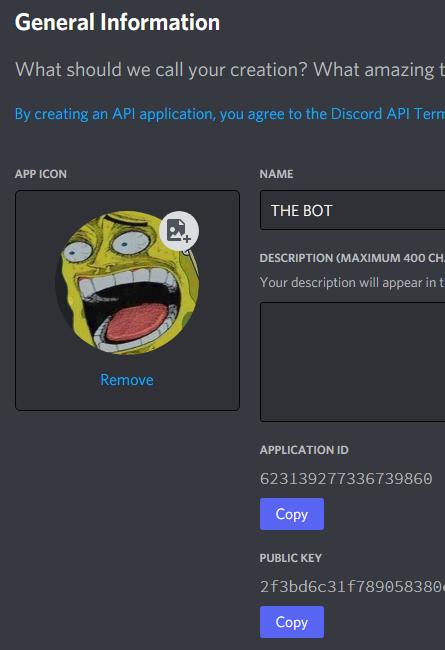 General Information
What should we call your creation? What amazing t
By creating an API application, you agree to the Discord API Term
APP ICON
Remove
NAME
THE BOT
DESCRIPTION (MAXIMUM 400 CHA
Your description will appear in t
APPLICATION ID
623139277336739860
Copy
PUBLIC KEY
2f3bd6c31f789058380
Copy